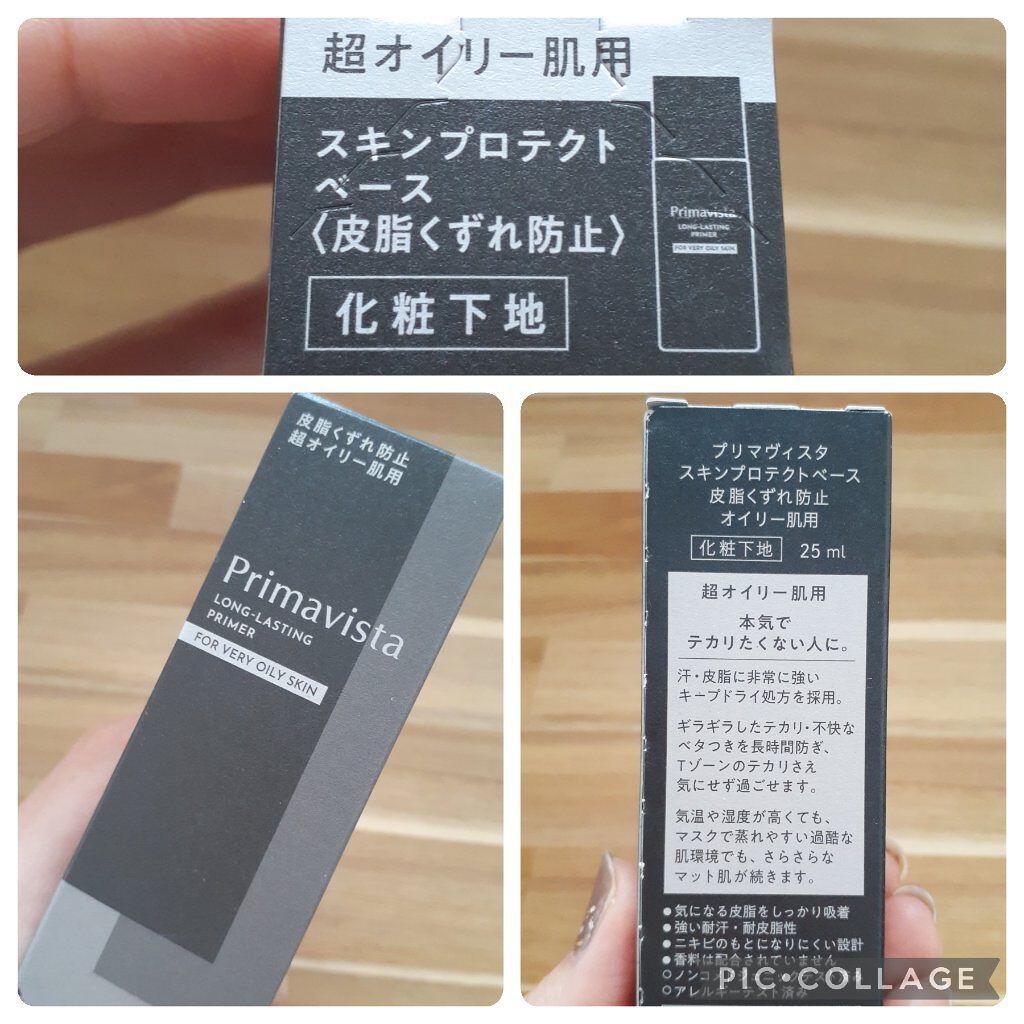 超オイリー肌用
スキンプロテクト
ベース
〈皮脂くずれ防止〉
化粧下地
Primavista
LONG-LASTING
PRIMER
FOR VERY OILY SKIN
皮脂くずれ防止
超オイリー肌用
Primavista
LONG-LASTING
PRIMER
FOR VERY OILY SKIN
プリマヴィスタ
スキンプロテクトベース
皮脂くずれ防止
オイリー肌用
化粧下地 25 ml
超オイリー肌用
本気で
テカリたくない人に。
汗・皮脂に非常に強い
キープドライ処方を採用。
ギラギラしたテカリ・不快な
ベタつきを長時間防ぎ、
Tゾーンのテカリさえ
気にせず過ごせます。
気温や湿度が高くても、
マスクで蒸れやすい過酷な
肌環境でも、さらさらな
マット肌が続きます。
●気になる皮脂をしっかり吸着
●強い耐汗・耐皮脂性
●ニキビのもとになりにくい設計
●香料は配合されていません
○アレルギーテスト済み
PIC•COLLAGE